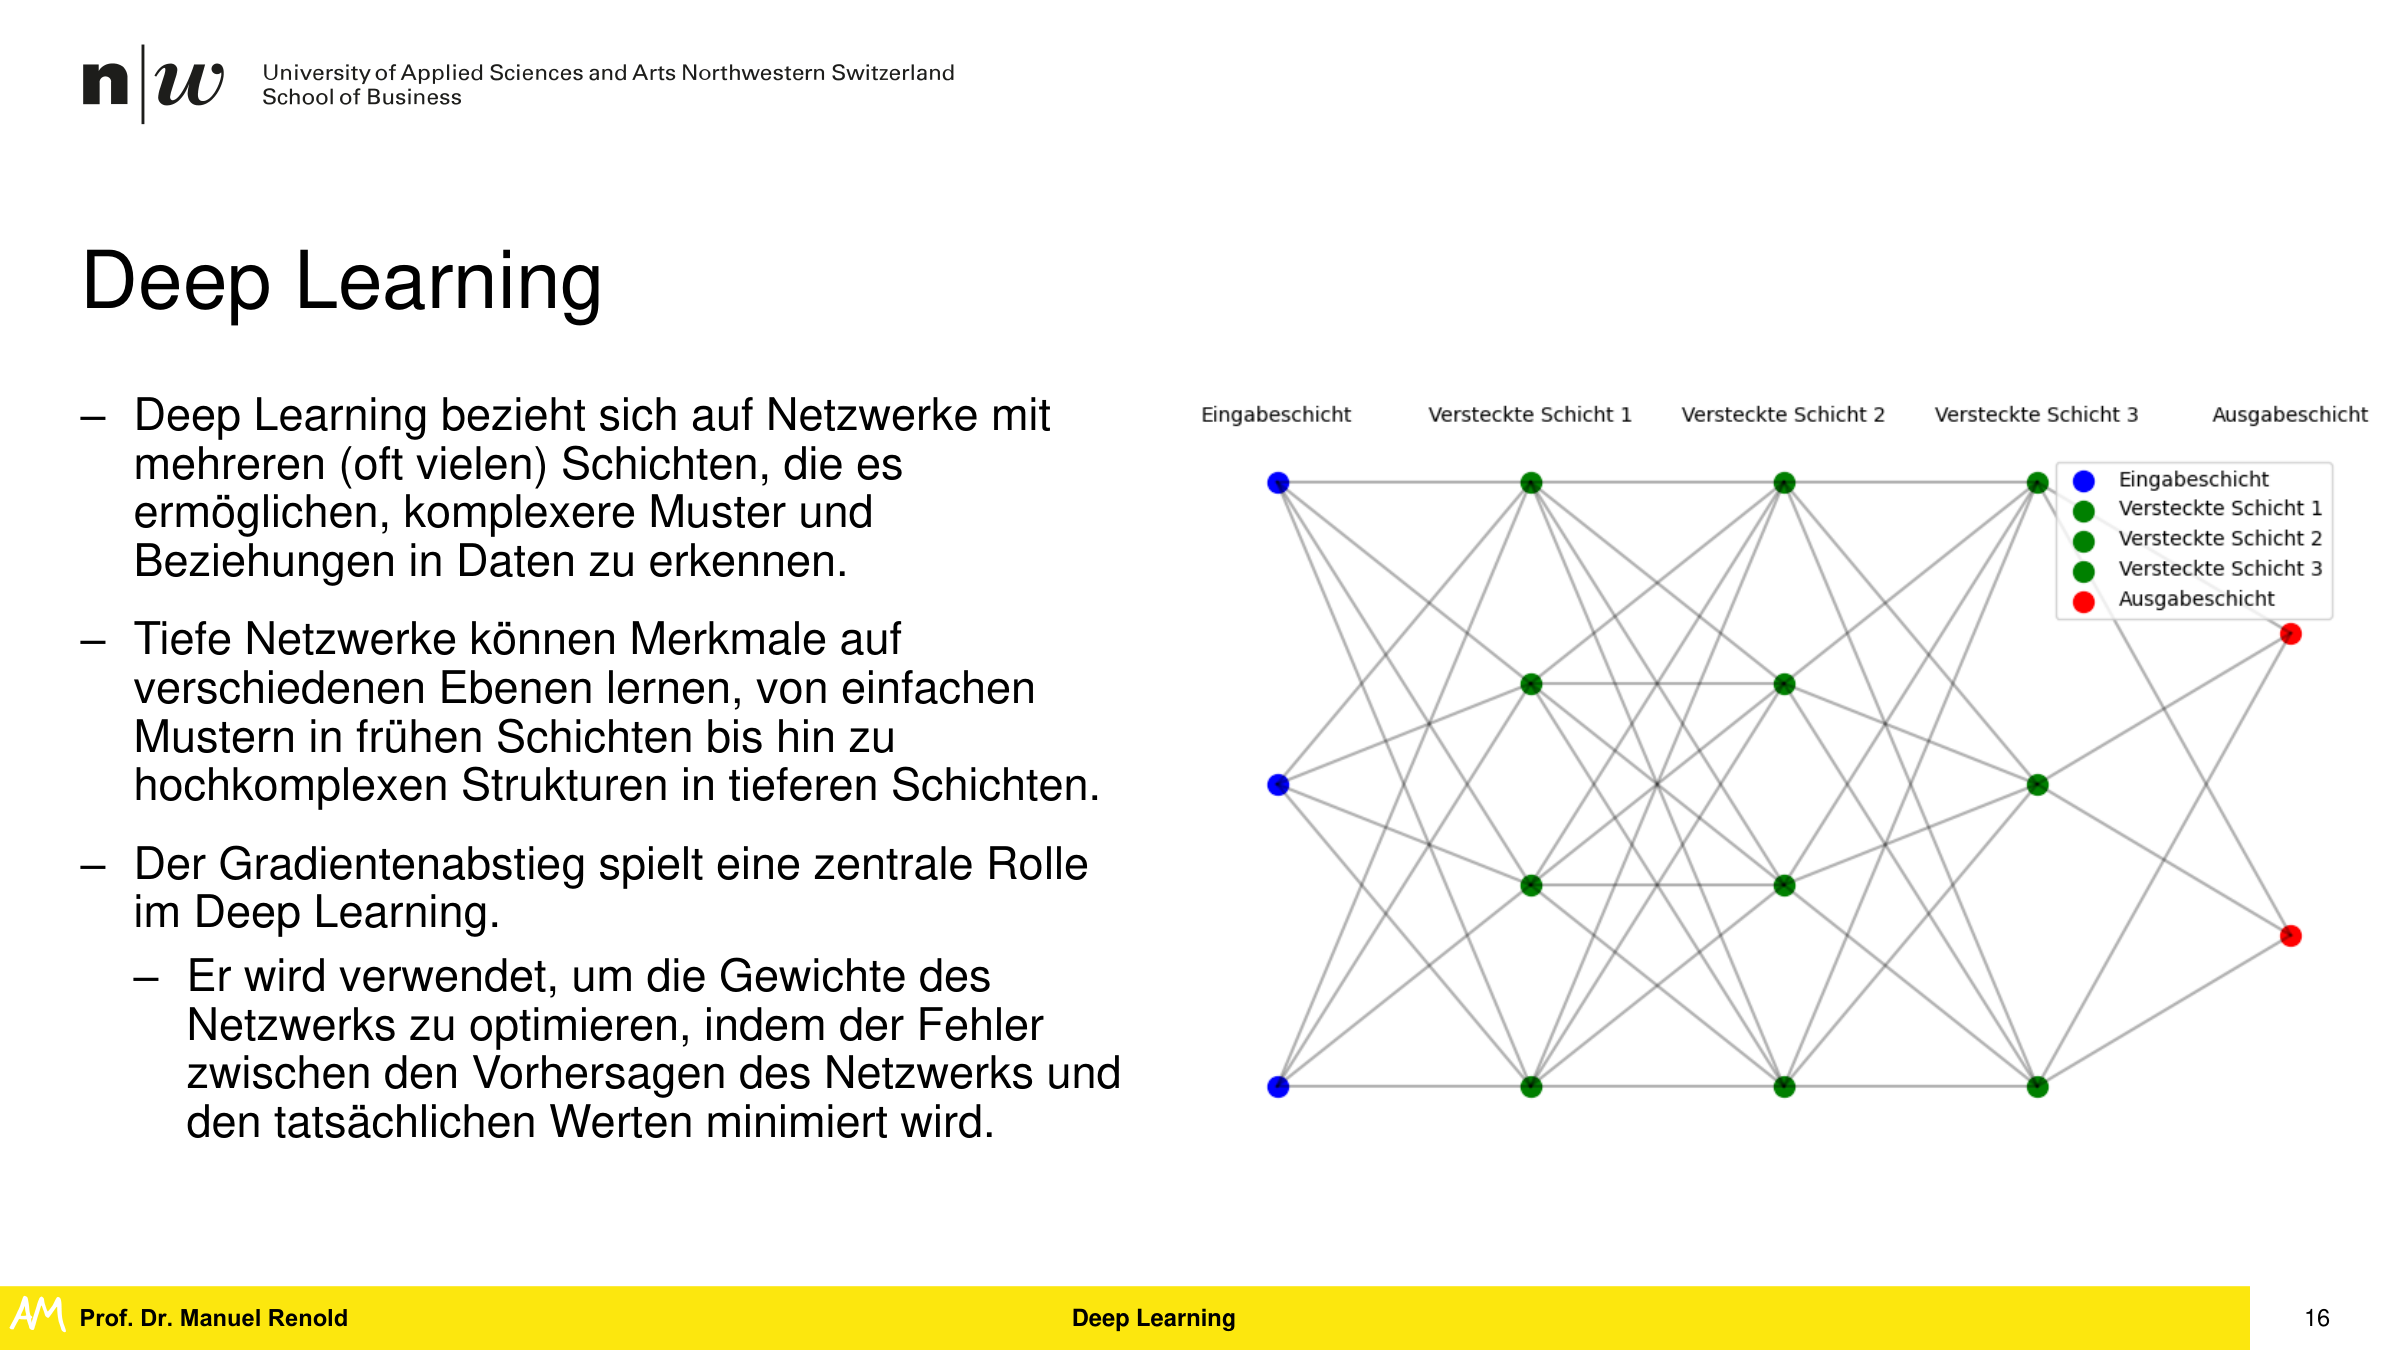 n|w University of Applied Sciences and Arts Northwestern Switzerland
School of Business
Deep Learning
– Deep Learning bezieht sich auf Netzwerke mit
mehreren (oft vielen) Schichten, die es
ermöglichen, komplexere Muster und
Beziehungen in Daten zu erkennen.
– Tiefe Netzwerke können Merkmale auf
verschiedenen Ebenen lernen, von einfachen
Mustern in frühen Schichten bis hin zu
hochkomplexen Strukturen in tieferen Schichten.
– Der Gradientenabstieg spielt eine zentrale Rolle
im Deep Learning.
– Er wird verwendet, um die Gewichte des
Netzwerks zu optimieren, indem der Fehler
zwischen den Vorhersagen des Netzwerks und
den tatsächlichen Werten minimiert wird.
Eingabeschicht Versteckte Schicht 1 Versteckte Schicht 2 Versteckte Schicht 3 Ausgabeschicht
Eingabeschicht
Versteckte Schicht 1
Versteckte Schicht 2
Versteckte Schicht 3
Ausgabeschicht
AM Prof. Dr. Manuel Renold Deep Learning 16